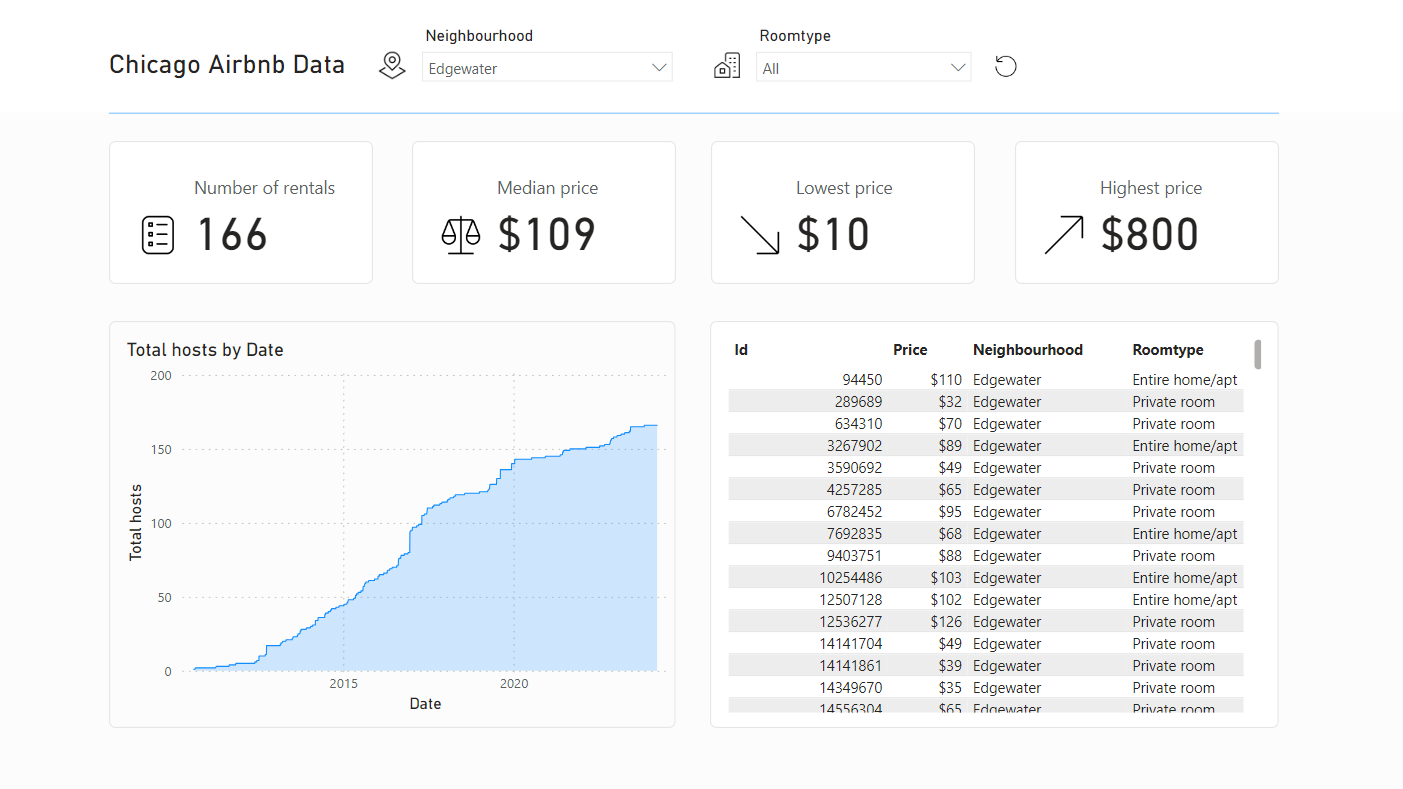 Chicago Airbnb Data
Neighbourhood
Edgewater
Roomtype
All
Number of rentals
166
Median price
$109
Lowest price
$10
Highest price
$800
Total hosts by Date
200
150
100
50
0
Total hosts
2015 2020
Date
Id Price Neighbourhood Roomtype
94450 $110 Edgewater Entire home/apt
289689 $32 Edgewater Private room
634310 $70 Edgewater Private room
3267902 $89 Edgewater Entire home/apt
3590692 $49 Edgewater Private room
4257285 $65 Edgewater Private room
6782452 $95 Edgewater Private room
7692835 $68 Edgewater Entire home/apt
9403751 $88 Edgewater Private room
10254486 $103 Edgewater Entire home/apt
12507128 $102 Edgewater Entire home/apt
12536277 $126 Edgewater Private room
14141704 $49 Edgewater Private room
14141861 $39 Edgewater Private room
14349670 $35 Edgewater Private room
14556304 $65 Edgewater Private room